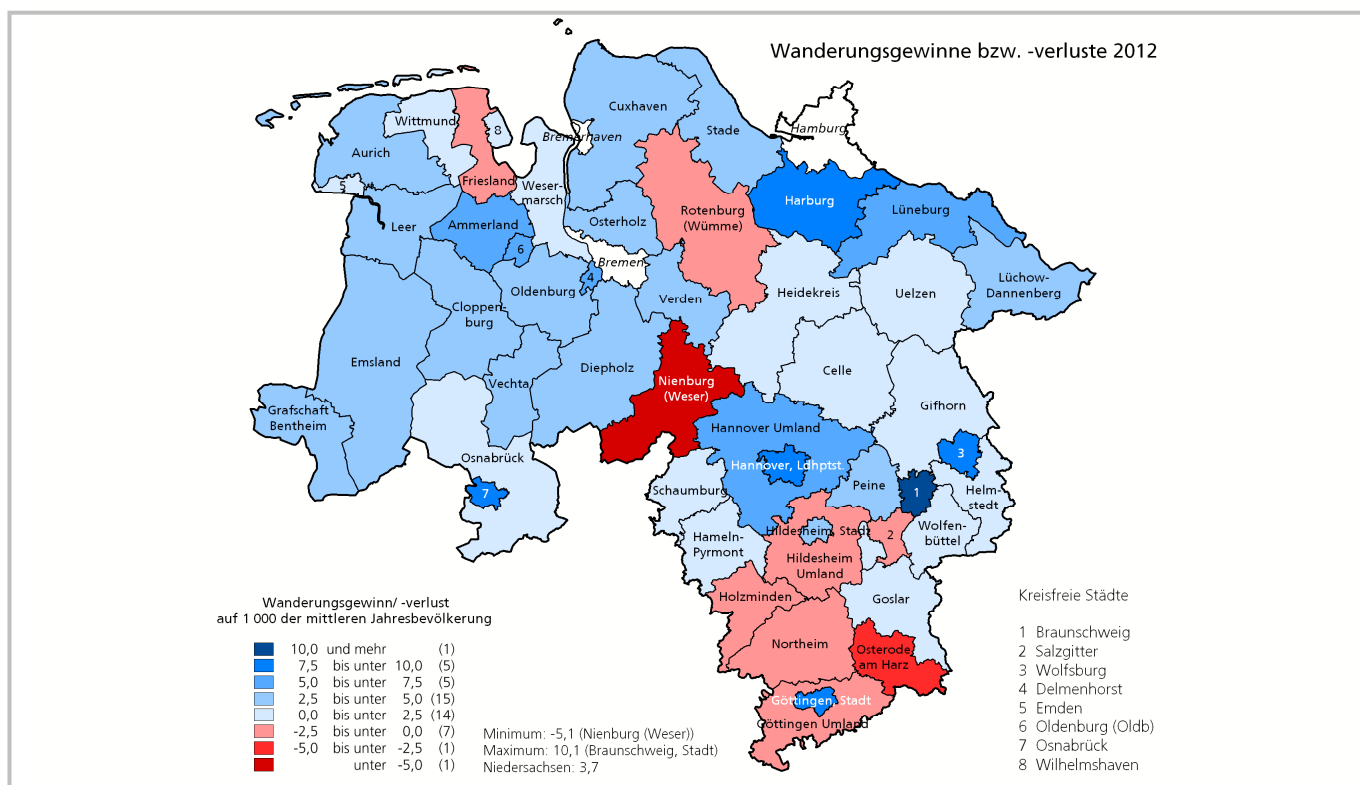 Wanderungsgewinne bzw. -verluste 2012
Cuxhaven
Wittmund
8
Bremerhaven
Stade
Hamburg
Aurich
5
Friesland
Weser-
marsch
Harburg
Lüneburg
Leer
Ammerland
Osterholz
Rotenburg
(Wümme)
6
Bremen
4
Oldenburg
Verden
Heidekreis
Uelzen
Lüchow-
Dannenberg
Cloppen-
burg
Emsland
Vechta
Diepholz
Nienburg
(Weser)
Celle
Gifhorn
Grafschaft
Bentheim
Hannover Umland
Osnabrück
Hannover, Ldhptst.
3
7
Schaumburg
Peine
1
Helm-
stedt
Hameln-
Pyrmont
Hildesheim, Stadt
2
Wolfen-
büttel
Hildesheim
Umland
Holzminden
Goslar
Northeim
Osterode
am Harz
Göttingen, Stadt
Göttingen Umland
Wanderungsgewinn/ -verlust
auf 1 000 der mittleren Jahresbevölkerung
10,0 und mehr (1)
7,5 bis unter 10,0 (5)
5,0 bis unter 7,5 (5)
2,5 bis unter 5,0 (15)
0,0 bis unter 2,5 (14)
-2,5 bis unter 0,0 (7)
-5,0 bis unter -2,5 (1)
unter -5,0 (1)
Minimum: -5,1 (Nienburg (Weser))
Maximum: 10,1 (Braunschweig, Stadt)
Niedersachsen: 3,7
Kreisfreie Städte
1 Braunschweig
2 Salzgitter
3 Wolfsburg
4 Delmenhorst
5 Emden
6 Oldenburg (Oldb)
7 Osnabrück
8 Wilhelmshaven